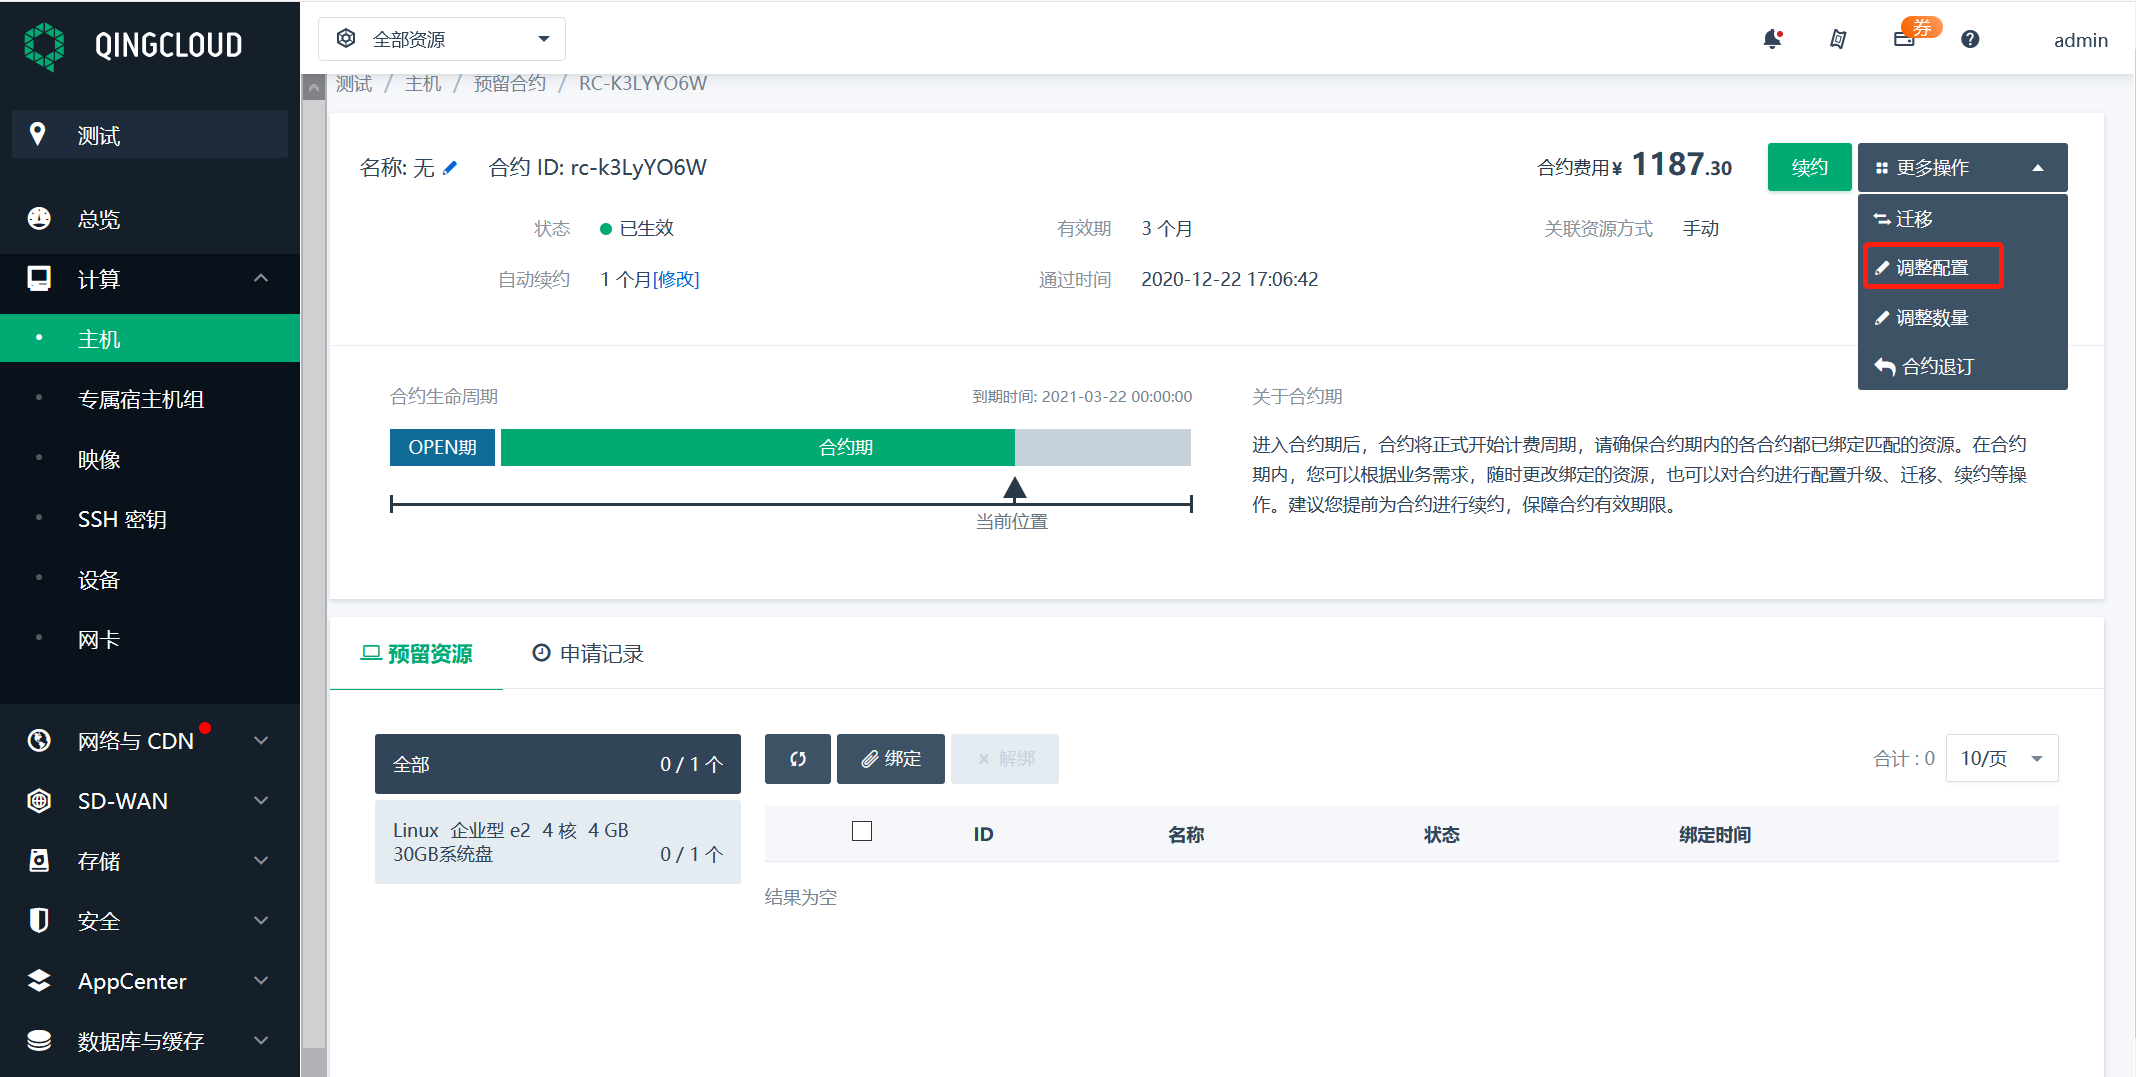 QINGCLOUD
全部资源
券
admin
测试
总览
计算
主机
专属宿主机组
映像
SSH 密钥
设备
网卡
网络与 CDN
SD-WAN
存储
安全
AppCenter
数据库与缓存
测试 / 主机 / 预留合约 / RC-K3LYYO6W
名称: 无 合约 ID: rc-k3LyYO6W
合约费用¥ 1187.30
续约
更多操作
迁移
调整配置
调整数量
合约退订
状态 已生效
有效期 3 个月
关联资源方式 手动
自动续约 1 个月[修改]
通过时间 2020-12-22 17:06:42
合约生命周期
到期时间: 2021-03-22 00:00:00
OPEN期
合约期
当前位置
关于合约期
进入合约期后，合约将正式开始计费周期，请确保合约期内的各合约都已绑定匹配的资源。在合约
期内，您可以根据业务需求，随时更改绑定的资源，也可以对合约进行配置升级、迁移、续约等操
作。建议您提前为合约进行续约，保障合约有效期限。
预留资源
申请记录
全部 0 / 1 个
Linux 企业型 e2 4 核 4 GB
30GB系统盘 0 / 1 个
绑定
× 解绑
合计 : 0
10/页
ID 名称 状态 绑定时间
结果为空